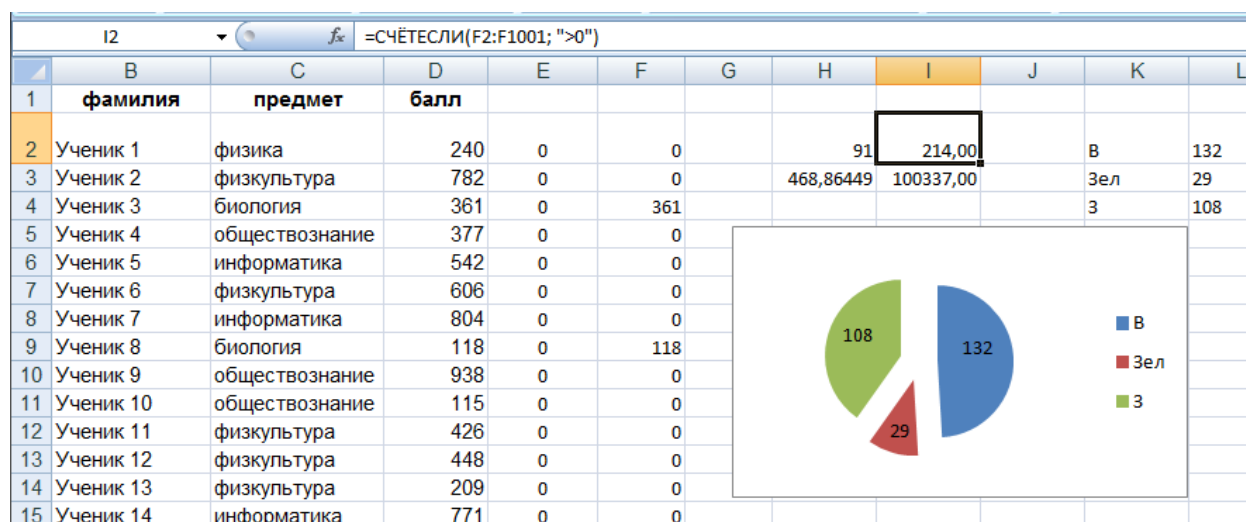 I2 fx =СЧЁТЕСЛИ(F2:F1001; ">0")
B C D E F G H I J K L
1 фамилия предмет балл
2 Ученик 1 физика 240 0 0 91 214,00 В 132
3 Ученик 2 физкультура 782 0 0 468,86449 100337,00 Зел 29
4 Ученик 3 биология 361 0 361 З 108
5 Ученик 4 обществознание 377 0 0
6 Ученик 5 информатика 542 0 0
7 Ученик 6 физкультура 606 0 0
8 Ученик 7 информатика 804 0 0
9 Ученик 8 биология 118 0 118
10 Ученик 9 обществознание 938 0 0
11 Ученик 10 обществознание 115 0 0
12 Ученик 11 физкультура 426 0 0
13 Ученик 12 физкультура 448 0 0
14 Ученик 13 физкультура 209 0 0
15 Ученик 14 информатика 771 0 0
108 132 29
В
Зел
З